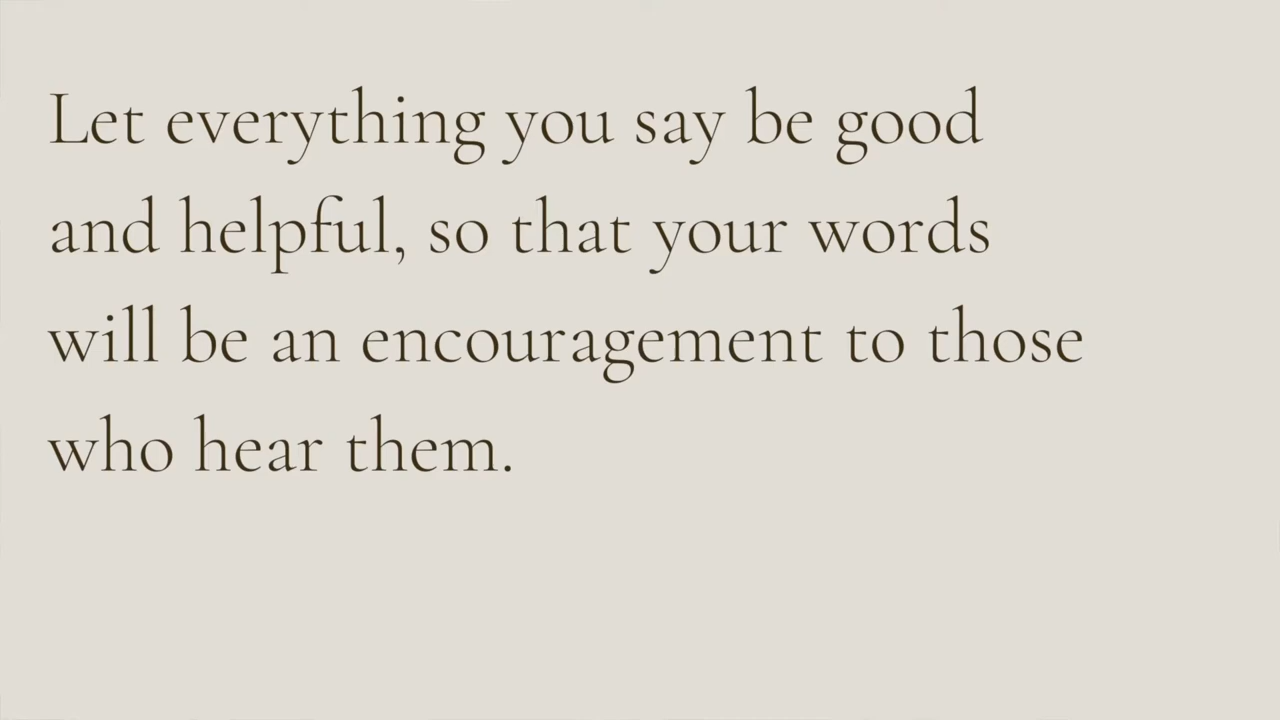 Let everything you say be good
and helpful, so that your words
will be an encouragement to those
who hear them.